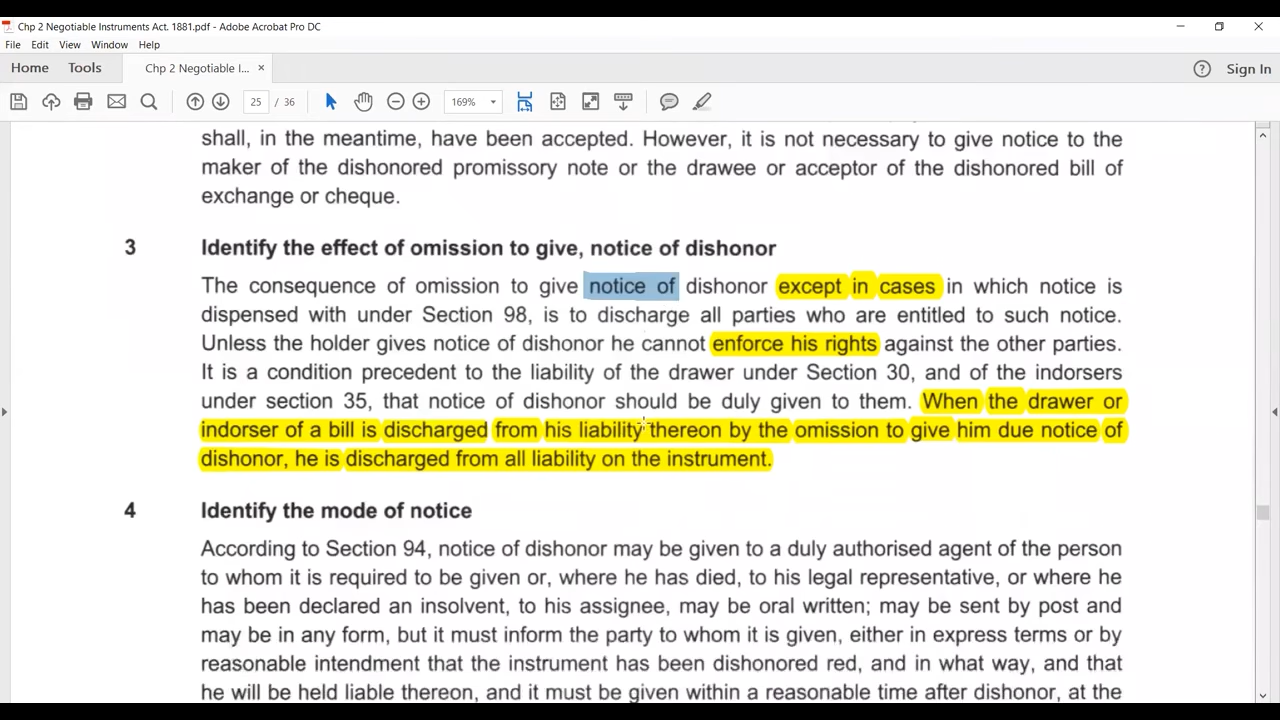 Chp 2 Negotiable Instruments Act. 1881.pdf - Adobe Acrobat Pro DC
File Edit View Window Help
Home Tools Chp 2 Negotiable I... × Sign In
25 / 36 169%
shall, in the meantime, have been accepted. However, it is not necessary to give notice to the
maker of the dishonored promissory note or the drawee or acceptor of the dishonored bill of
exchange or cheque.
3 Identify the effect of omission to give, notice of dishonor
The consequence of omission to give notice of dishonor except in cases in which notice is
dispensed with under Section 98, is to discharge all parties who are entitled to such notice.
Unless the holder gives notice of dishonor he cannot enforce his rights against the other parties.
It is a condition precedent to the liability of the drawer under Section 30, and of the indorsers
under section 35, that notice of dishonor should be duly given to them. When the drawer or
indorser of a bill is discharged from his liability thereon by the omission to give him due notice of
dishonor, he is discharged from all liability on the instrument.
4 Identify the mode of notice
According to Section 94, notice of dishonor may be given to a duly authorised agent of the person
to whom it is required to be given or, where he has died, to his legal representative, or where he
has been declared an insolvent, to his assignee, may be oral written; may be sent by post and
may be in any form, but it must inform the party to whom it is given, either in express terms or by
reasonable intendment that the instrument has been dishonored red, and in what way, and that
he will be held liable thereon, and it must be given within a reasonable time after dishonor, at the